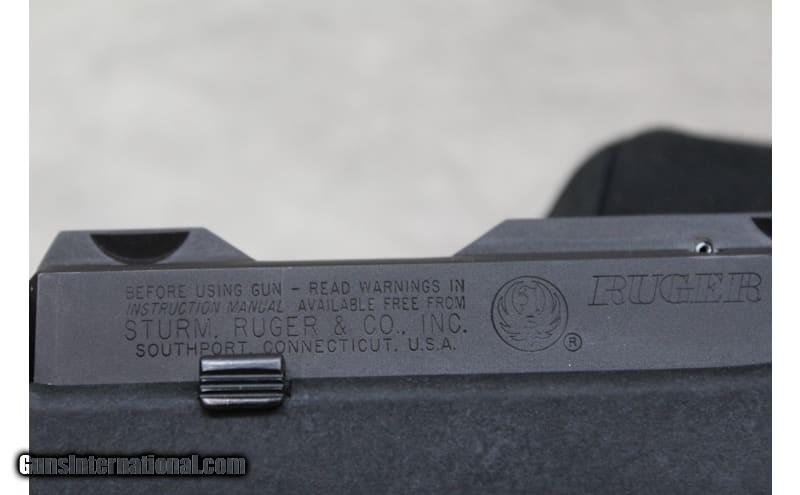 BEFORE USING GUN – READ WARNINGS IN
INSTRUCTION MANUAL AVAILABLE FREE FROM
STURM, RUGER & CO., INC.
SOUTHPORT, CONNECTICUT, U.S.A.
®
RUGER
GunsInternational.com